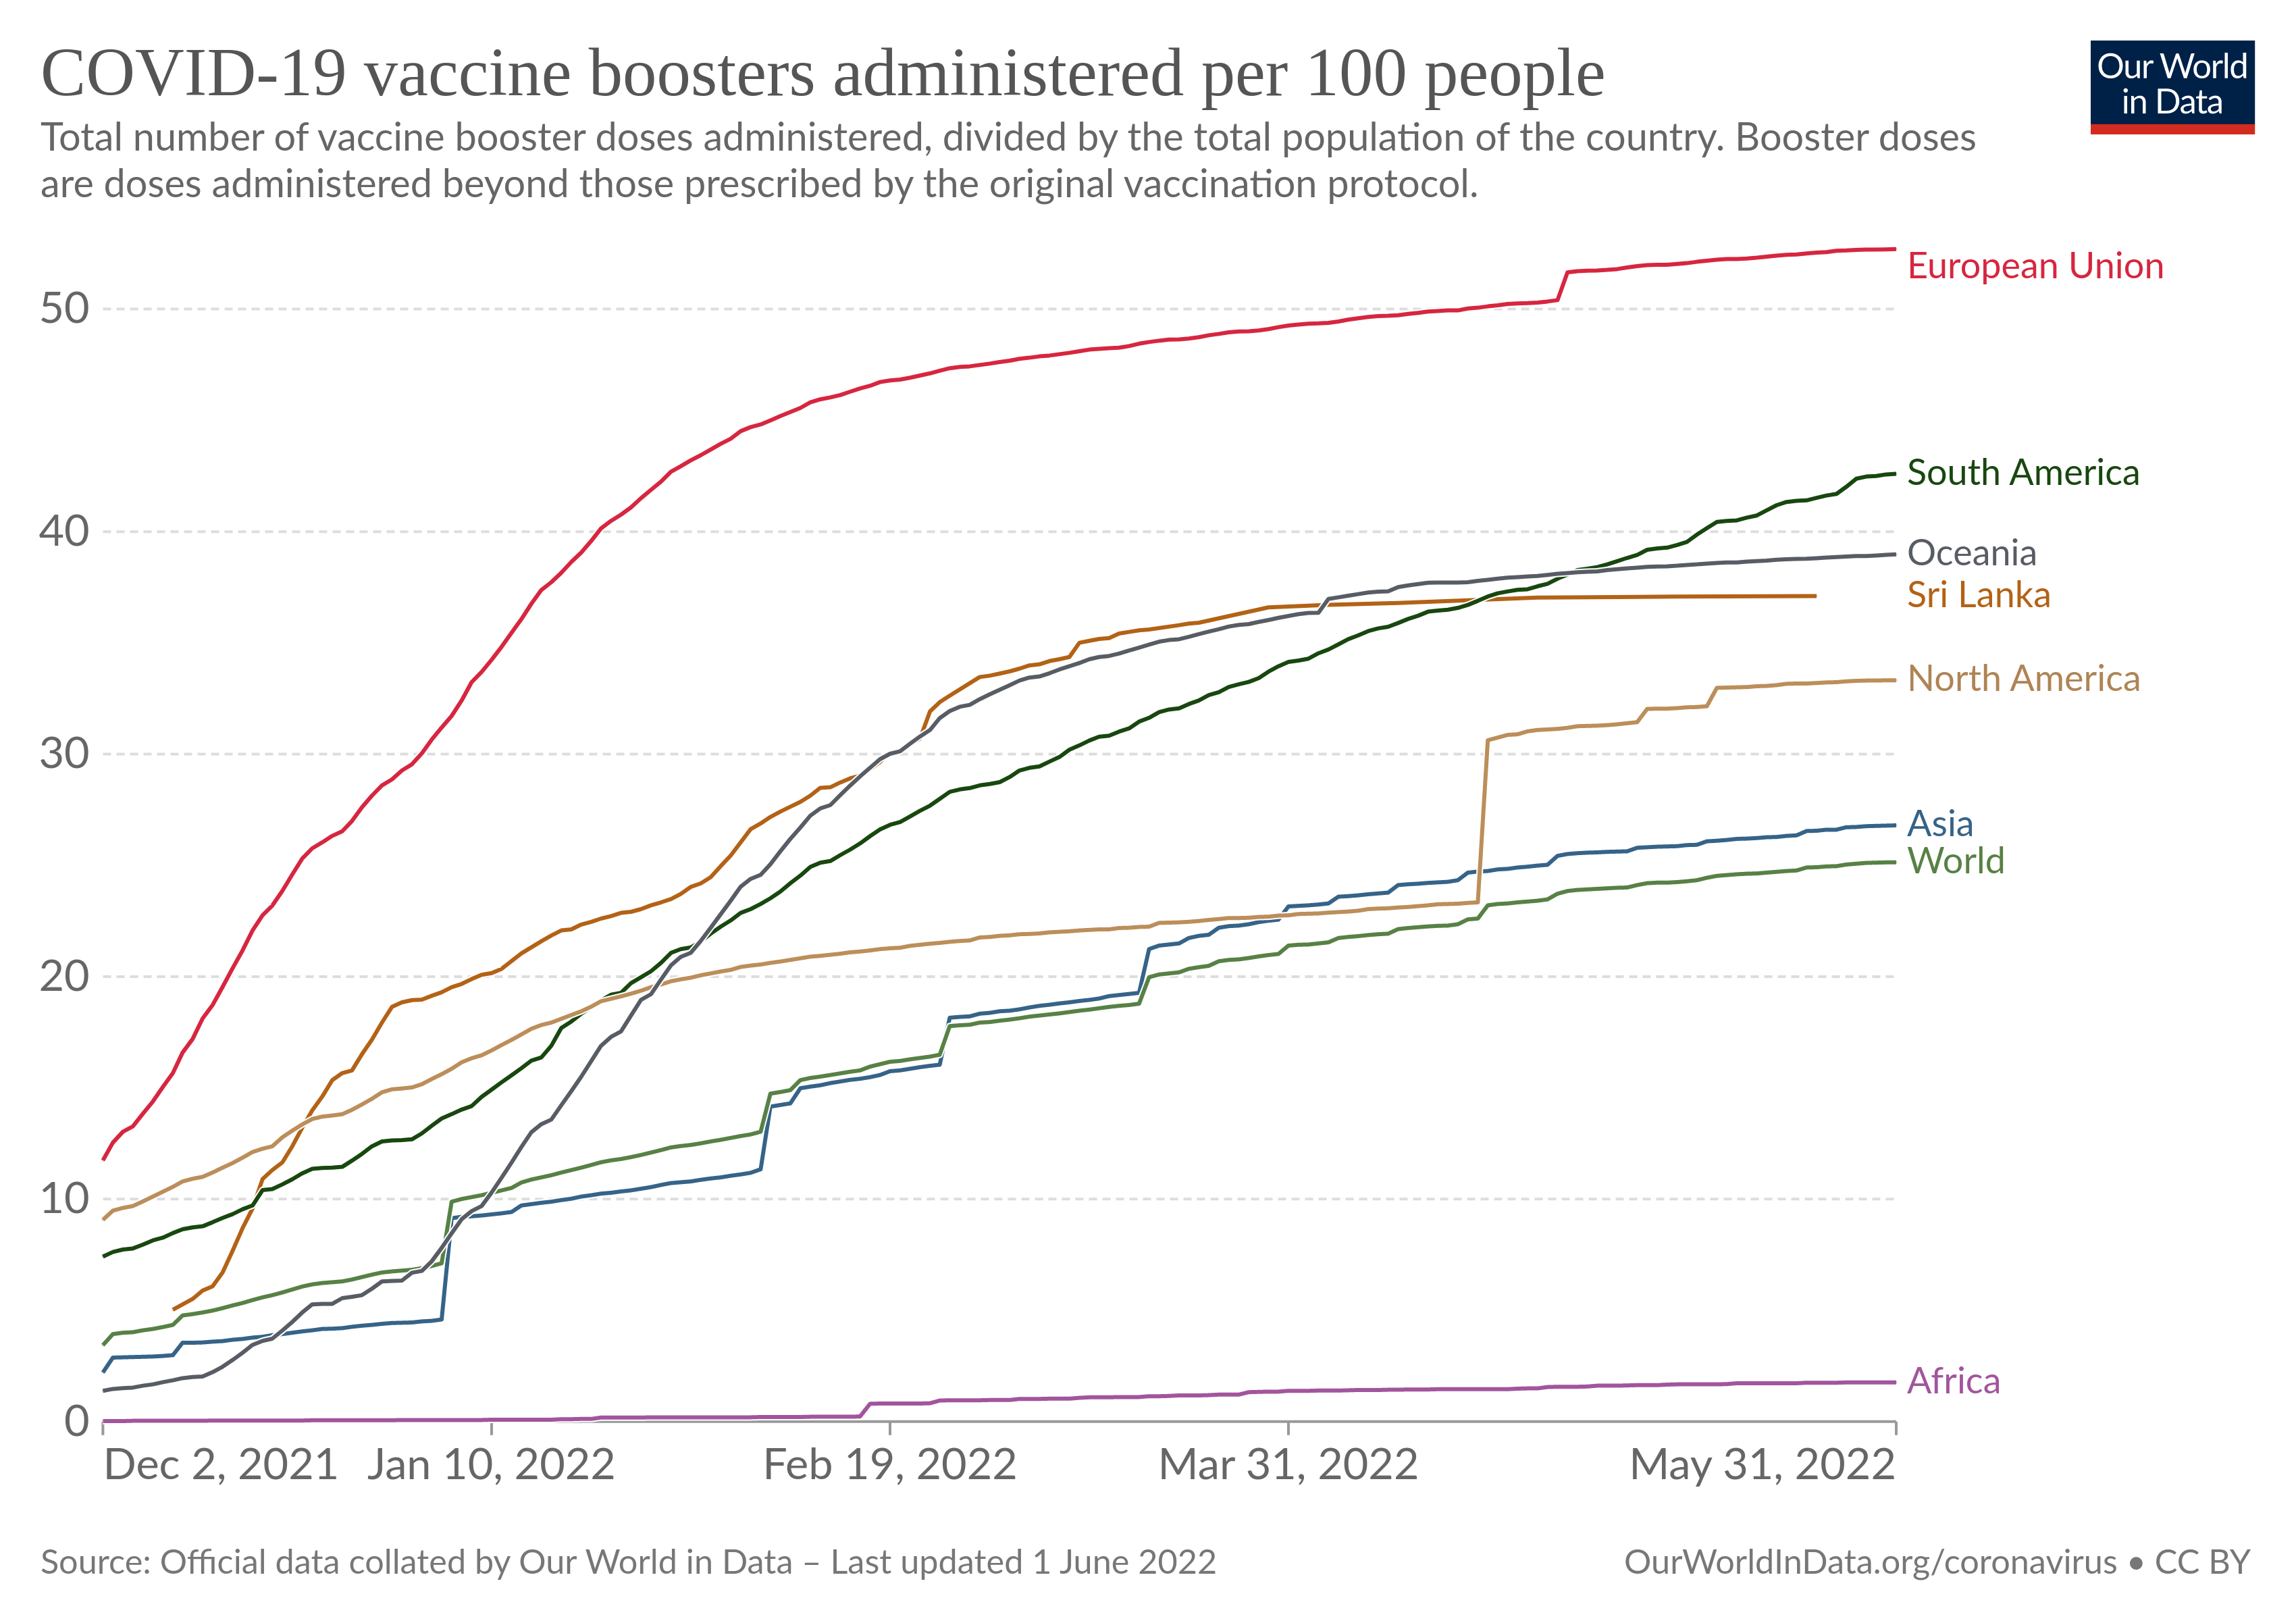 COVID-19 vaccine boosters administered per 100 people
Our World
in Data
Total number of vaccine booster doses administered, divided by the total population of the country. Booster doses
are doses administered beyond those prescribed by the original vaccination protocol.
European Union
50
South America
40
Oceania
Sri Lanka
North America
30
Asia
World
20
10
Africa
0
Dec 2, 2021 Jan 10, 2022 Feb 19, 2022 Mar 31, 2022 May 31, 2022
Source: Official data collated by Our World in Data – Last updated 1 June 2022
OurWorldInData.org/coronavirus • CC BY